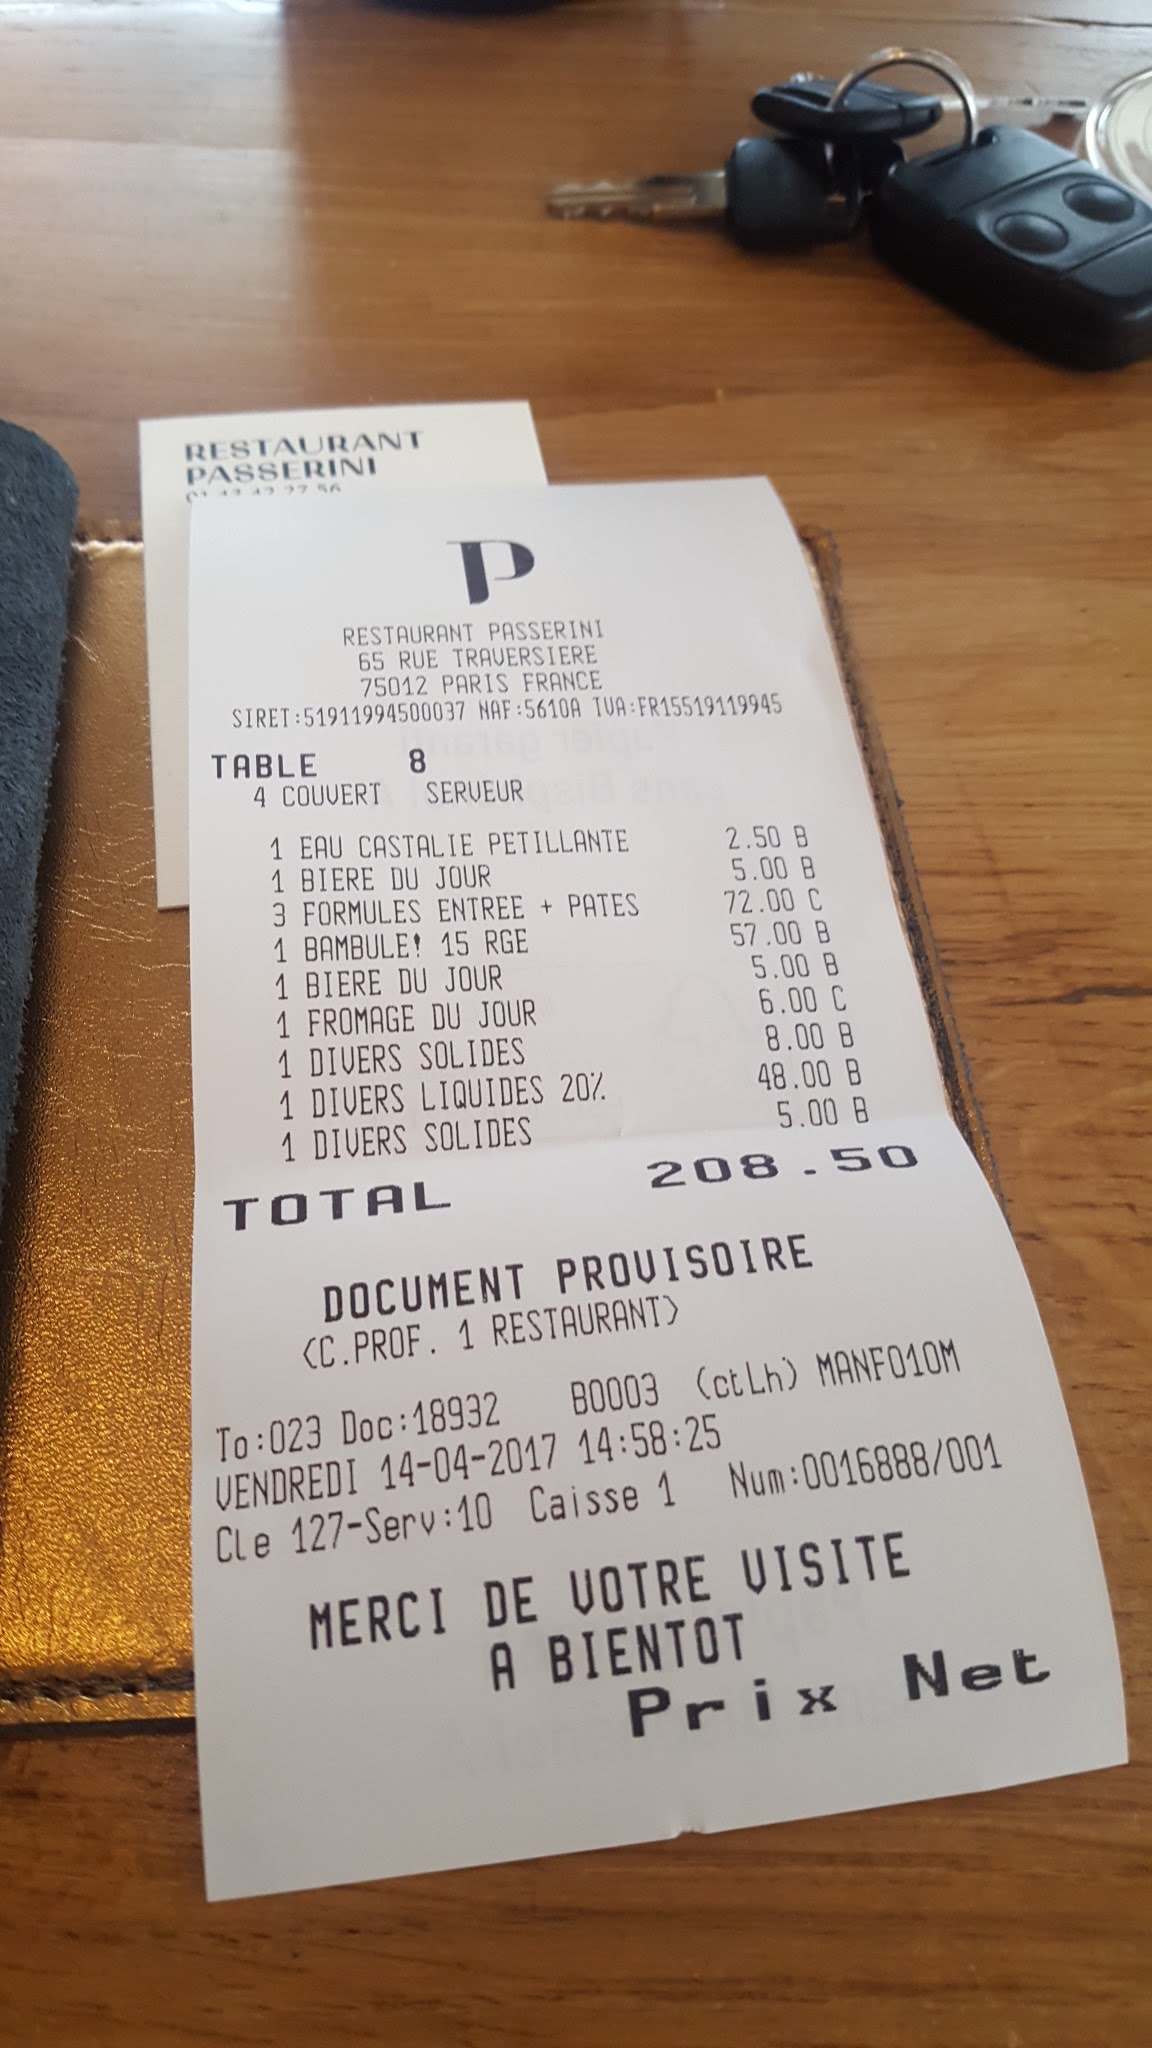 RESTAURANT
PASSERINI
P
RESTAURANT PASSERINI
65 RUE TRAVERSIERE
75012 PARIS FRANCE
SIRET:51911994500037 NAF:5610A TVA:FR15519119945
TABLE 8
4 COUVERT SERVEUR
1 EAU CASTALIE PETILLANTE 2.50 B
1 BIERE DU JOUR 5.00 B
3 FORMULES ENTREE + PATES 72.00 C
1 BAMBULE! 15 RGE 57.00 B
1 BIERE DU JOUR 5.00 B
1 FROMAGE DU JOUR 6.00 C
1 DIVERS SOLIDES 8.00 B
1 DIVERS LIQUIDES 20% 48.00 B
1 DIVERS SOLIDES 5.00 B
TOTAL 208.50
DOCUMENT PROVISOIRE
(C.PROF. 1 RESTAURANT)
To:023 Doc:18932 B0003 (ctLh) MANF010M
VENDREDI 14-04-2017 14:58:25
Cle 127-Serv:10 Caisse 1 Num:0016888/001
MERCI DE VOTRE VISITE
A BIENTOT
Prix Net